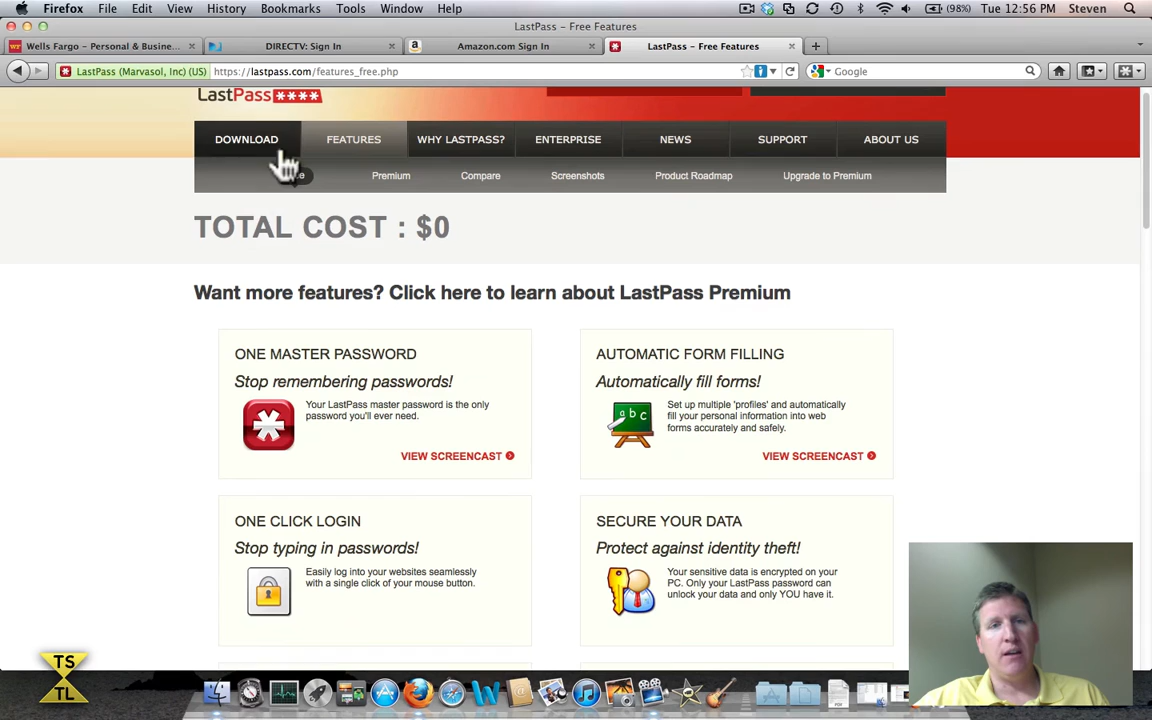 Firefox File Edit View History Bookmarks Tools Window Help (98%) Tue 12:56 PM Steven
LastPass – Free Features
Wells Fargo – Personal & Busine... DIRECTV: Sign In Amazon.com Sign In LastPass – Free Features
LastPass (Marvasol, Inc) (US) https://lastpass.com/features_free.php Google
LastPass ****
DOWNLOAD FEATURES WHY LASTPASS? ENTERPRISE NEWS SUPPORT ABOUT US
Premium Compare Screenshots Product Roadmap Upgrade to Premium
TOTAL COST : $0
Want more features? Click here to learn about LastPass Premium
ONE MASTER PASSWORD
Stop remembering passwords!
Your LastPass master password is the only
password you'll ever need.
VIEW SCREENCAST
AUTOMATIC FORM FILLING
Automatically fill forms!
a b c
Set up multiple 'profiles' and automatically
fill your personal information into web
forms accurately and safely.
VIEW SCREENCAST
ONE CLICK LOGIN
Stop typing in passwords!
Easily log into your websites seamlessly
with a single click of your mouse button.
SECURE YOUR DATA
Protect against identity theft!
Your sensitive data is encrypted on your
PC. Only your LastPass password can
unlock your data and only YOU have it.
TS
TL